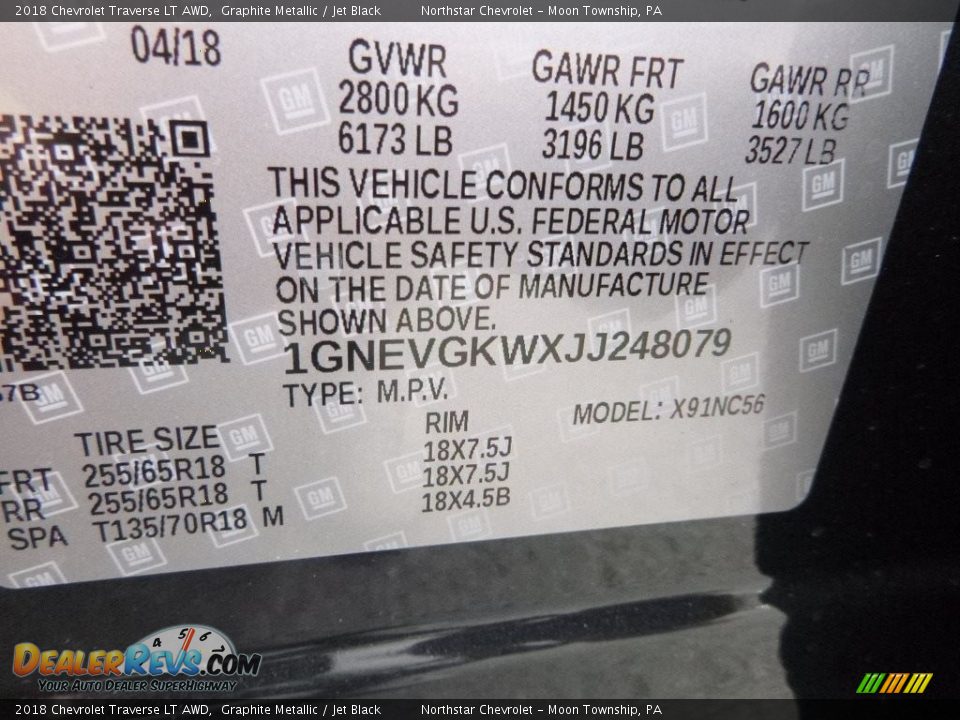 2018 Chevrolet Traverse LT AWD, Graphite Metallic / Jet Black Northstar Chevrolet – Moon Township, PA
04/18 GVWR GAWR FRT GAWR RR
2800 KG 1450 KG 1600 KG
6173 LB 3196 LB 3527 LB
THIS VEHICLE CONFORMS TO ALL
APPLICABLE U.S. FEDERAL MOTOR
VEHICLE SAFETY STANDARDS IN EFFECT
ON THE DATE OF MANUFACTURE
SHOWN ABOVE.
1GNEVGKWXJJ248079
TYPE: M.P.V.
MODEL: X91NC56
TIRE SIZE RIM
FRT 255/65R18 T 18X7.5J
RR 255/65R18 T 18X7.5J
SPA T135/70R18 M 18X4.5B
GM
DEALERREVS.COM
YOUR AUTO DEALER SUPERHIGHWAY
2018 Chevrolet Traverse LT AWD, Graphite Metallic / Jet Black Northstar Chevrolet – Moon Township, PA